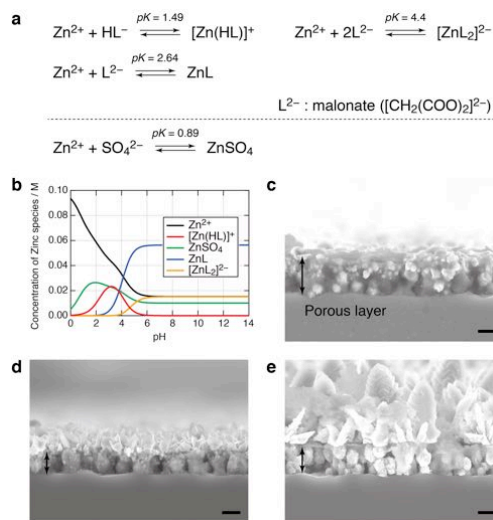 a
Zn²⁺ + HL⁻ pK = 1.49 [Zn(HL)]⁺ Zn²⁺ + 2L²⁻ pK = 4.4 [ZnL₂]²⁻
Zn²⁺ + L²⁻ pK = 2.64 ZnL
L²⁻ : malonate ([CH₂(COO)₂]²⁻)
Zn²⁺ + SO₄²⁻ pK = 0.89 ZnSO₄
b
Concentration of Zinc species / M
0.10
0.08
0.06
0.04
0.02
0.00
0 2 4 6 8 10 12 14
pH
Zn²⁺
[Zn(HL)]⁺
ZnSO₄
ZnL
[ZnL₂]²⁻
c
Porous layer
d
e